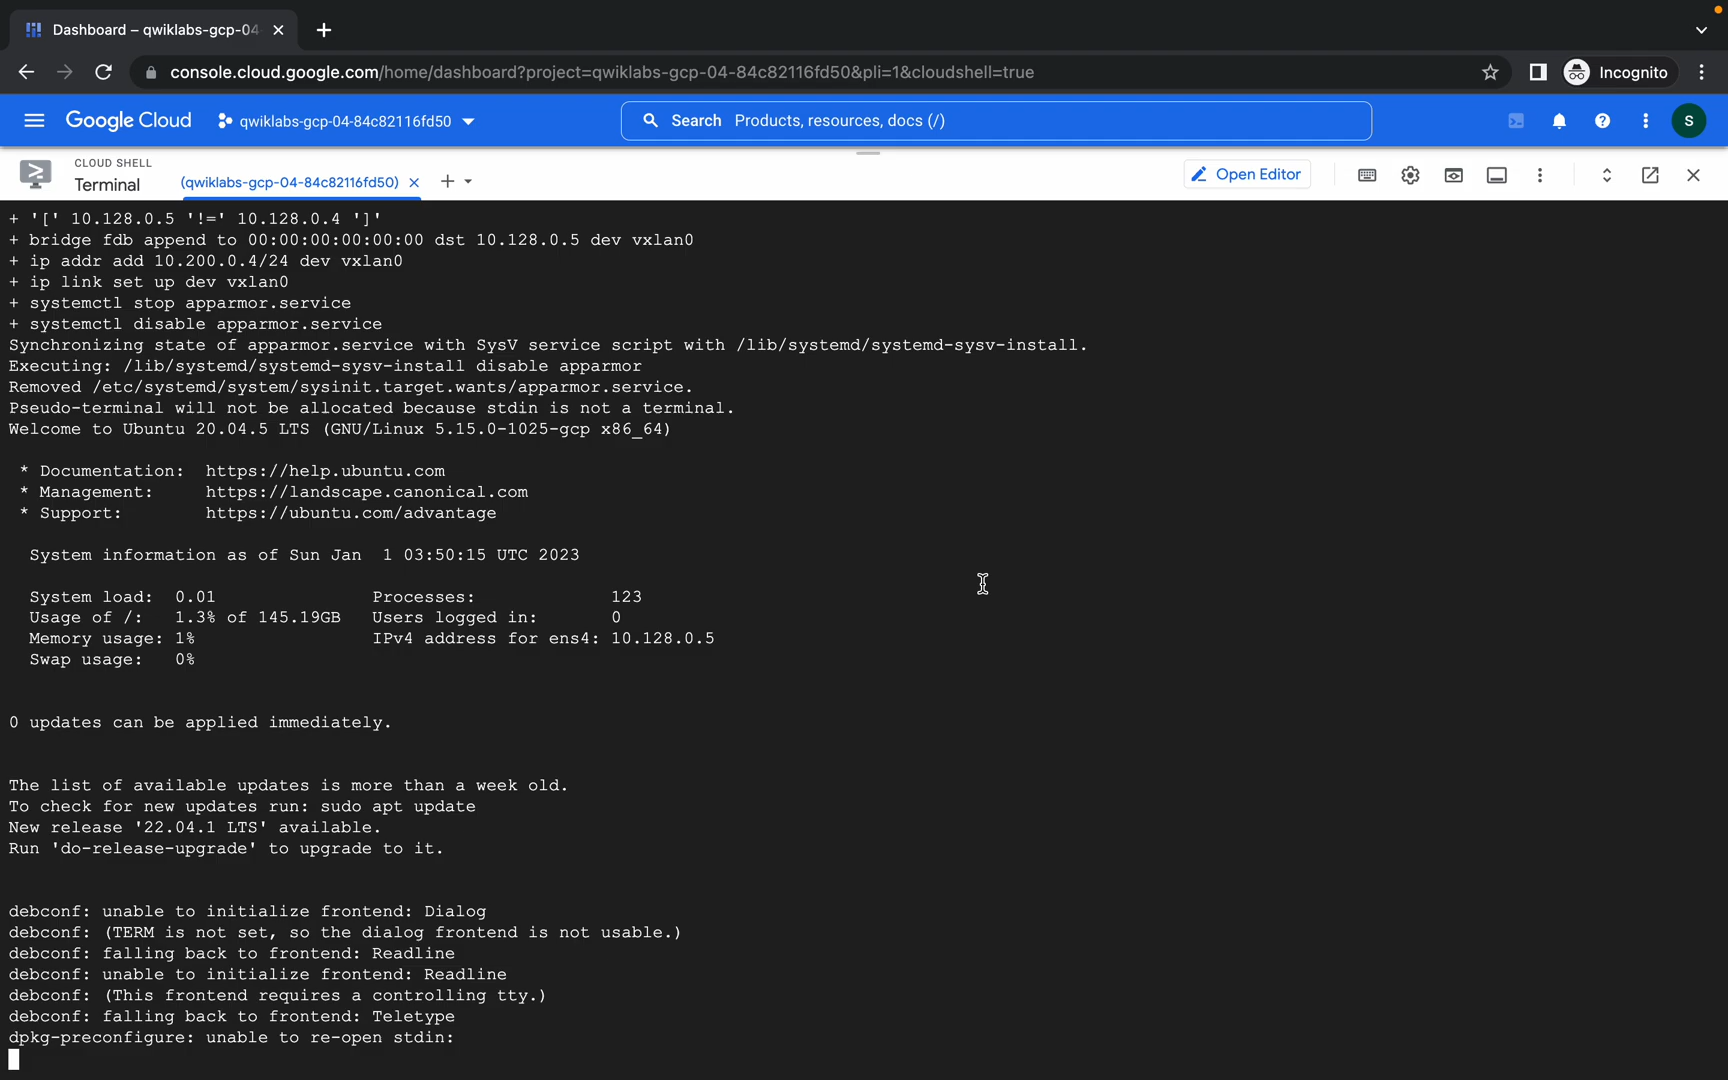 Dashboard – qwiklabs-gcp-04
console.cloud.google.com/home/dashboard?project=qwiklabs-gcp-04-84c82116fd50&pli=1&cloudshell=true
Incognito
Google Cloud
qwiklabs-gcp-04-84c82116fd50
Search Products, resources, docs (/)
S
CLOUD SHELL
Terminal
(qwiklabs-gcp-04-84c82116fd50)
Open Editor
+ '[' 10.128.0.5 '!=' 10.128.0.4 ']'
+ bridge fdb append to 00:00:00:00:00:00 dst 10.128.0.5 dev vxlan0
+ ip addr add 10.200.0.4/24 dev vxlan0
+ ip link set up dev vxlan0
+ systemctl stop apparmor.service
+ systemctl disable apparmor.service
Synchronizing state of apparmor.service with SysV service script with /lib/systemd/systemd-sysv-install.
Executing: /lib/systemd/systemd-sysv-install disable apparmor
Removed /etc/systemd/system/sysinit.target.wants/apparmor.service.
Pseudo-terminal will not be allocated because stdin is not a terminal.
Welcome to Ubuntu 20.04.5 LTS (GNU/Linux 5.15.0-1025-gcp x86_64)
* Documentation: https://help.ubuntu.com
* Management: https://landscape.canonical.com
* Support: https://ubuntu.com/advantage
System information as of Sun Jan 1 03:50:15 UTC 2023
System load: 0.01 Processes: 123
Usage of /: 1.3% of 145.19GB Users logged in: 0
Memory usage: 1% IPv4 address for ens4: 10.128.0.5
Swap usage: 0%
0 updates can be applied immediately.
The list of available updates is more than a week old.
To check for new updates run: sudo apt update
New release '22.04.1 LTS' available.
Run 'do-release-upgrade' to upgrade to it.
debconf: unable to initialize frontend: Dialog
debconf: (TERM is not set, so the dialog frontend is not usable.)
debconf: falling back to frontend: Readline
debconf: unable to initialize frontend: Readline
debconf: (This frontend requires a controlling tty.)
debconf: falling back to frontend: Teletype
dpkg-preconfigure: unable to re-open stdin: